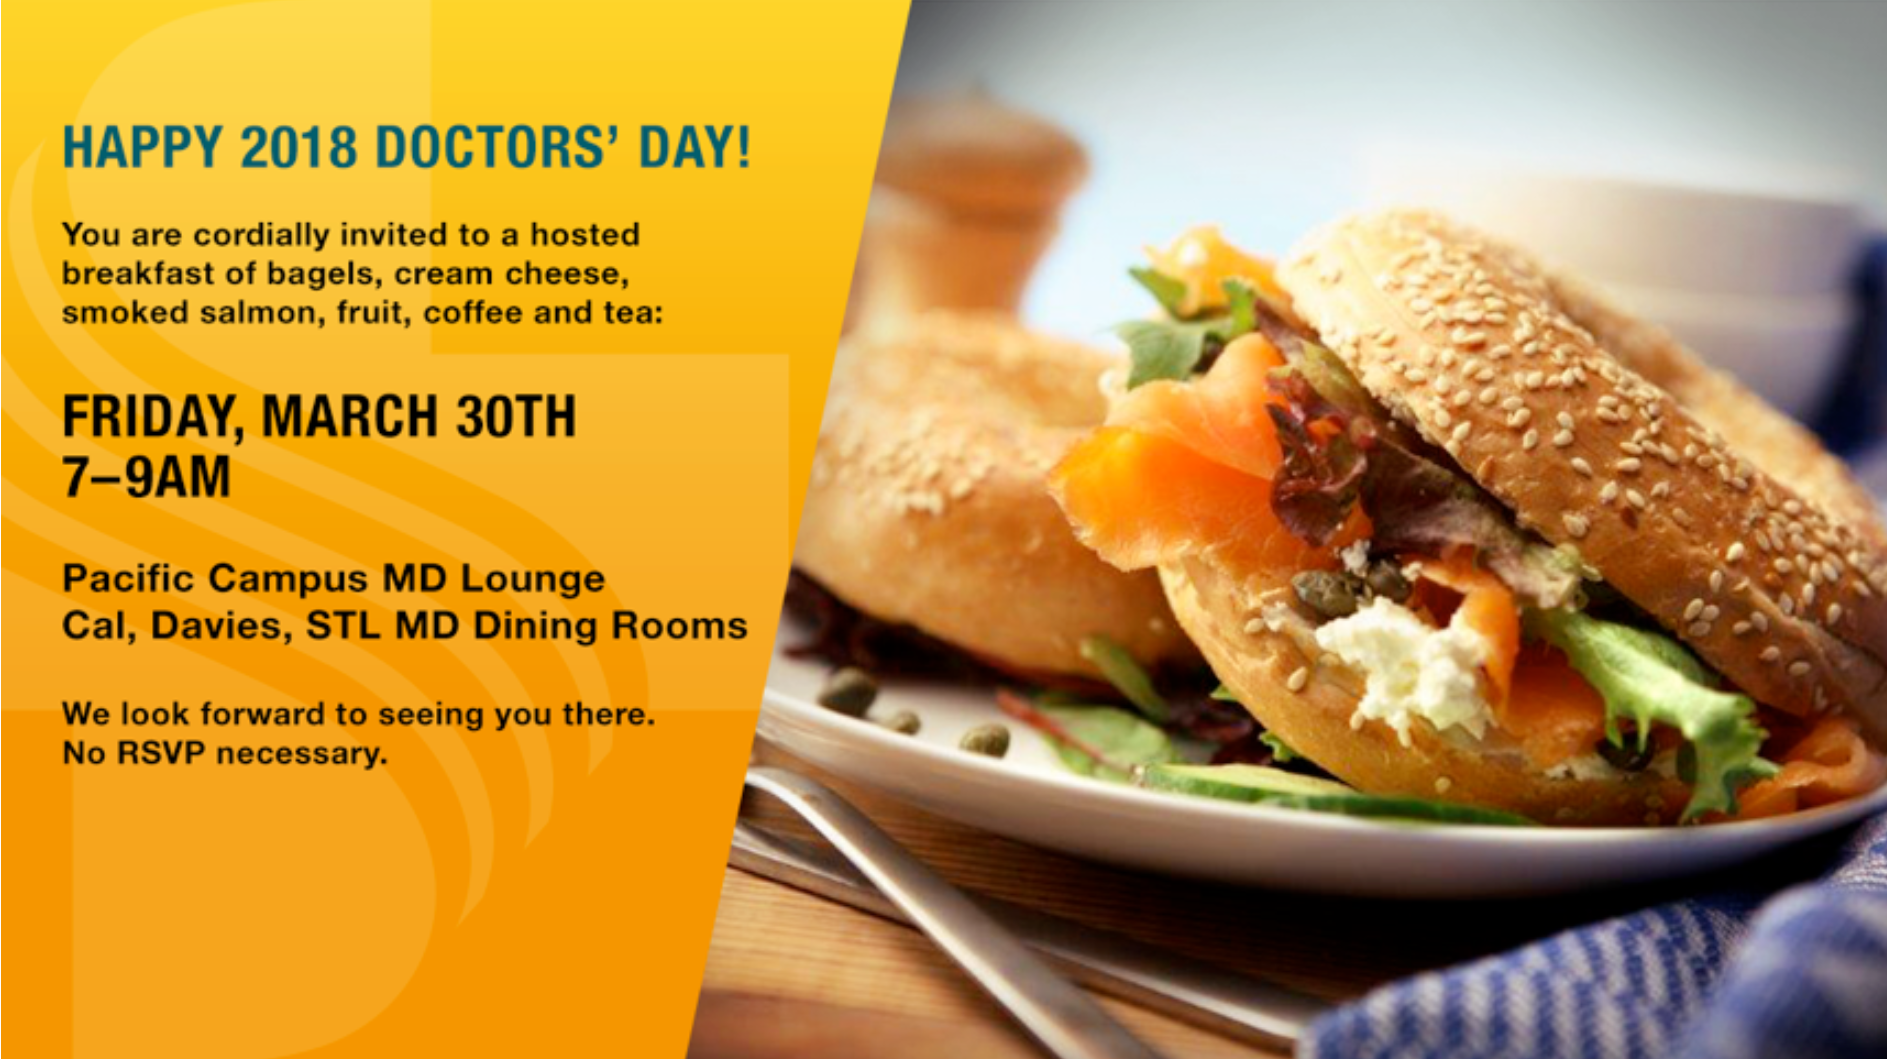 HAPPY 2018 DOCTORS’ DAY!
You are cordially invited to a hosted
breakfast of bagels, cream cheese,
smoked salmon, fruit, coffee and tea:
FRIDAY, MARCH 30TH
7–9AM
Pacific Campus MD Lounge
Cal, Davies, STL MD Dining Rooms
We look forward to seeing you there.
No RSVP necessary.